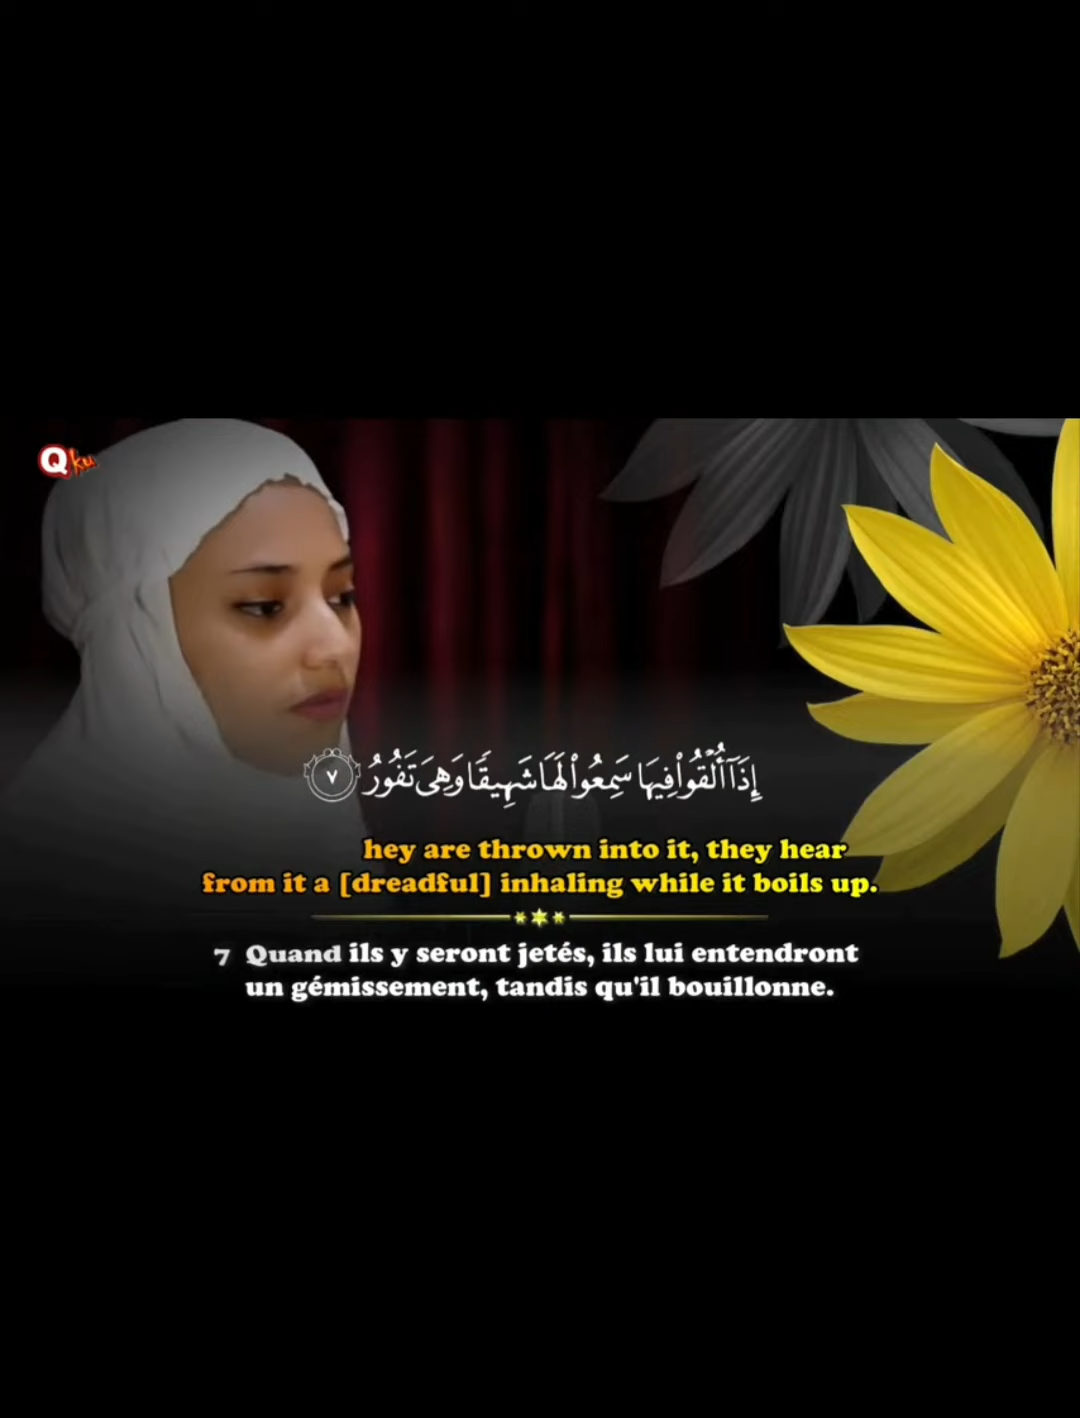 Qku
إِذَآ أُلْقُوا۟ فِيهَا سَمِعُوا۟ لَهَا شَهِيقًا وَهِىَ تَفُورُ ٧
hey are thrown into it, they hear
from it a [dreadful] inhaling while it boils up.
7 Quand ils y seront jetés, ils lui entendront
un gémissement, tandis qu'il bouillonne.